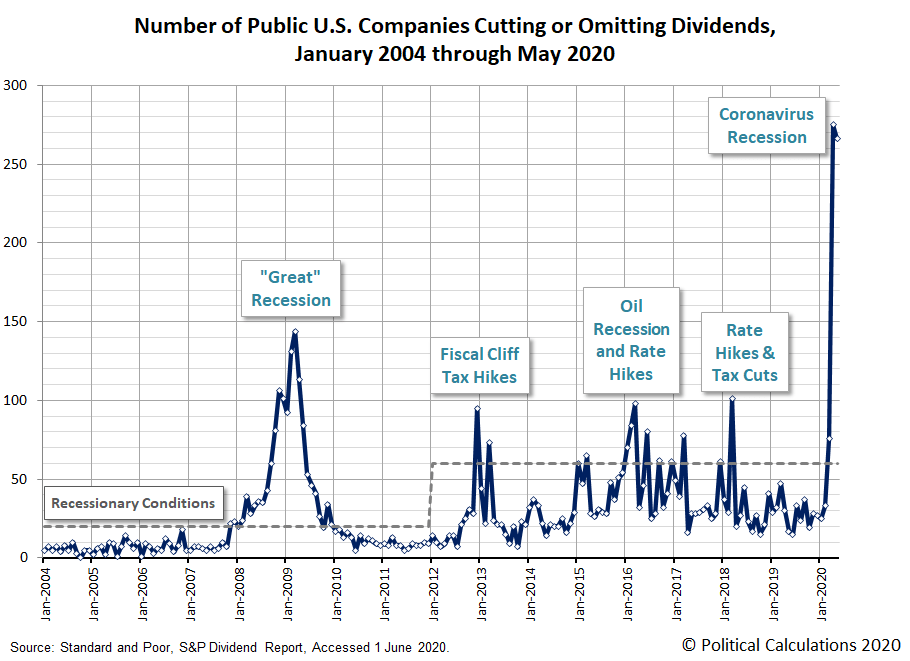 Number of Public U.S. Companies Cutting or Omitting Dividends,
January 2004 through May 2020
300
250
200
150
100
50
0
Coronavirus
Recession
"Great"
Recession
Fiscal Cliff
Tax Hikes
Oil
Recession
and Rate
Hikes
Rate
Hikes &
Tax Cuts
Recessionary Conditions
Jan-2004
Jan-2005
Jan-2006
Jan-2007
Jan-2008
Jan-2009
Jan-2010
Jan-2011
Jan-2012
Jan-2013
Jan-2014
Jan-2015
Jan-2016
Jan-2017
Jan-2018
Jan-2019
Jan-2020
Source: Standard and Poor, S&P Dividend Report, Accessed 1 June 2020.
© Political Calculations 2020